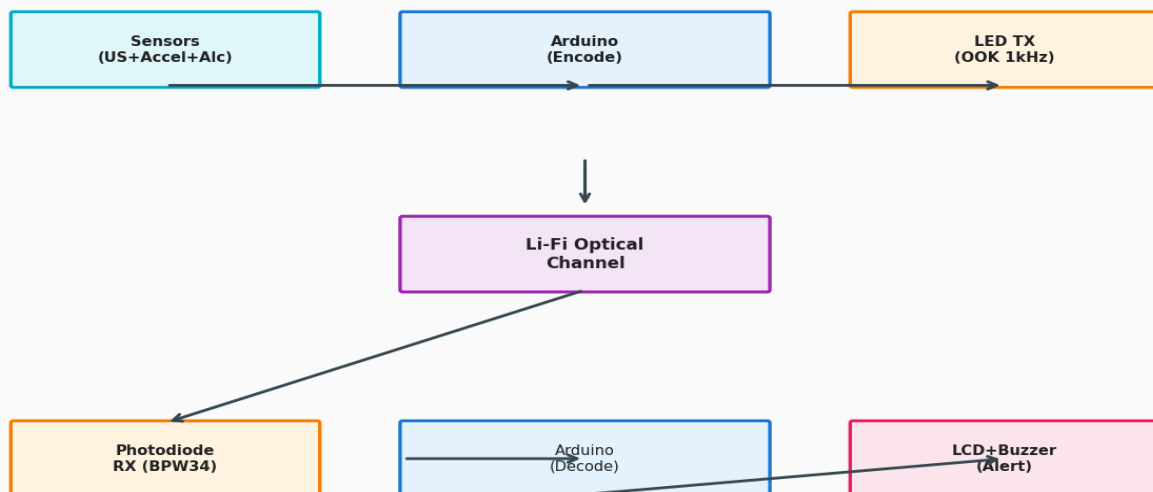 Sensors
(US+Accel+Alc)
Arduino
(Encode)
LED TX
(OOK 1kHz)
Li-Fi Optical
Channel
Photodiode
RX (BPW34)
Arduino
(Decode)
LCD+Buzzer
(Alert)